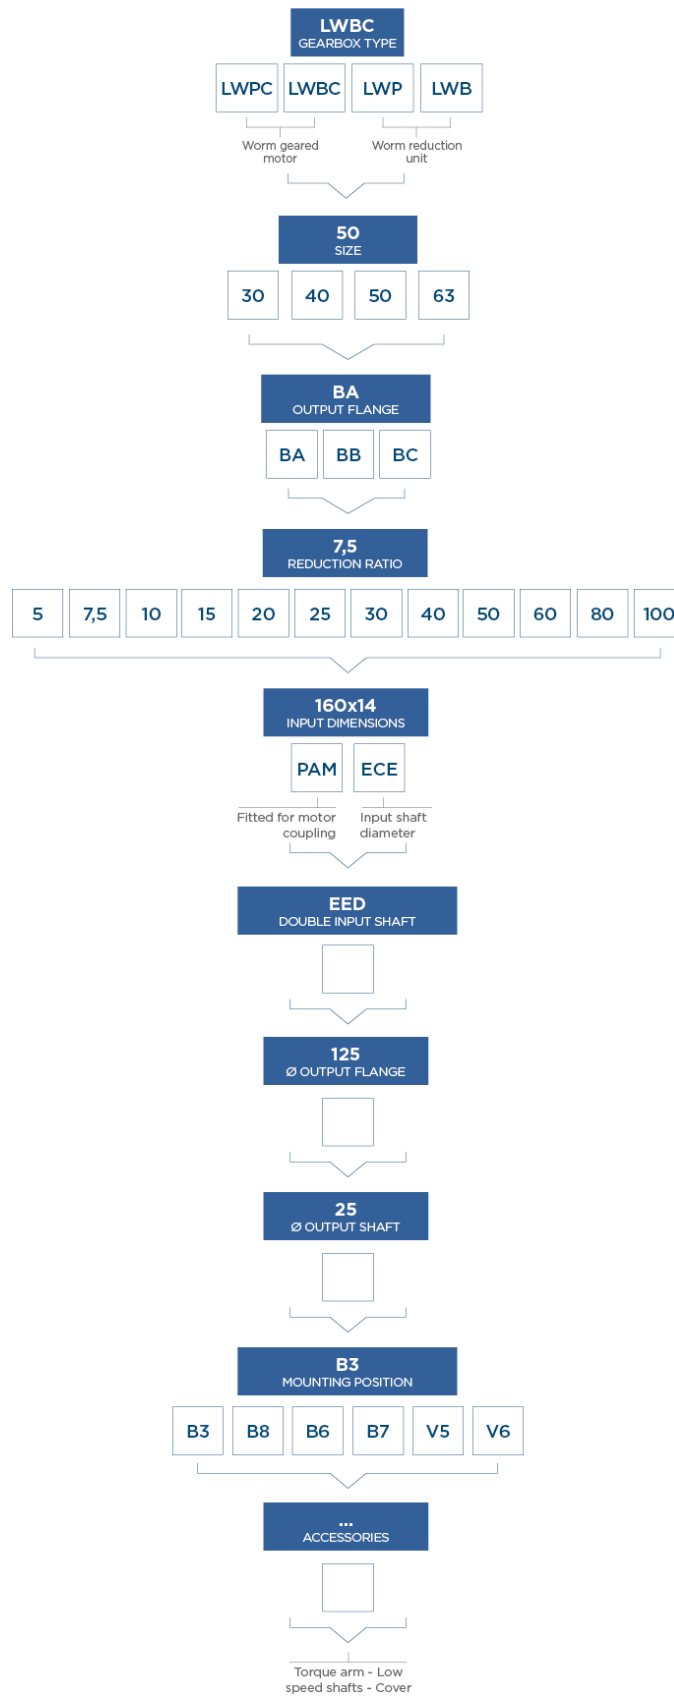 LWBC
GEARBOX TYPE
LWPC LWBC LWP LWB
Worm geared motor
Worm reduction unit
50
SIZE
30 40 50 63
BA
OUTPUT FLANGE
BA BB BC
7,5
REDUCTION RATIO
5 7,5 10 15 20 25 30 40 50 60 80 100
160x14
INPUT DIMENSIONS
PAM ECE
Fitted for motor coupling
Input shaft diameter
EED
DOUBLE INPUT SHAFT
125
Ø OUTPUT FLANGE
25
Ø OUTPUT SHAFT
B3
MOUNTING POSITION
B3 B8 B6 B7 V5 V6
...
ACCESSORIES
Torque arm - Low
speed shafts - Cover